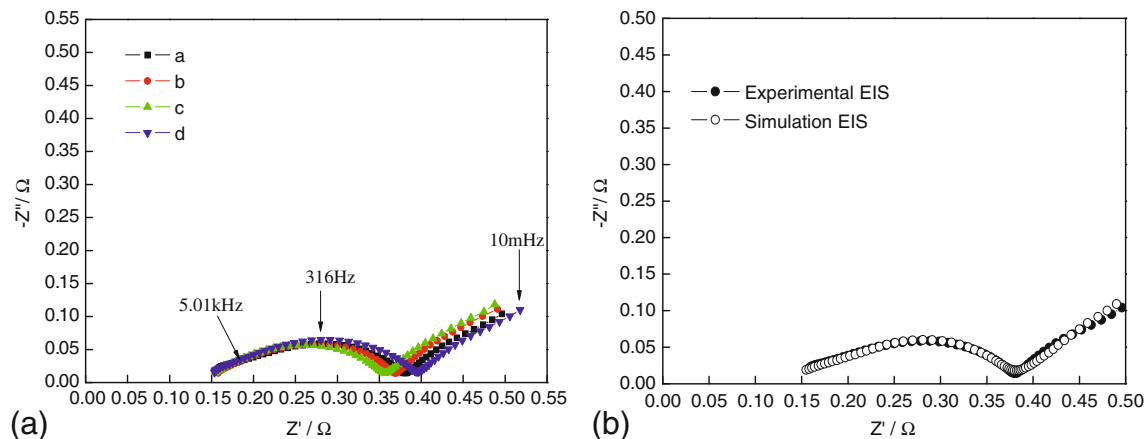 0.55
0.50
0.45
0.40
0.35
0.30
0.25
0.20
0.15
0.10
0.05
0.00
-Z"/ Ω
a
b
c
d
5.01kHz
316Hz
10mHz
0.00 0.05 0.10 0.15 0.20 0.25 0.30 0.35 0.40 0.45 0.50 0.55
Z' / Ω
(a)
0.50
0.45
0.40
0.35
0.30
0.25
0.20
0.15
0.10
0.05
0.00
-Z"/ Ω
Experimental EIS
Simulation EIS
0.00 0.05 0.10 0.15 0.20 0.25 0.30 0.35 0.40 0.45 0.50
Z' / Ω
(b)